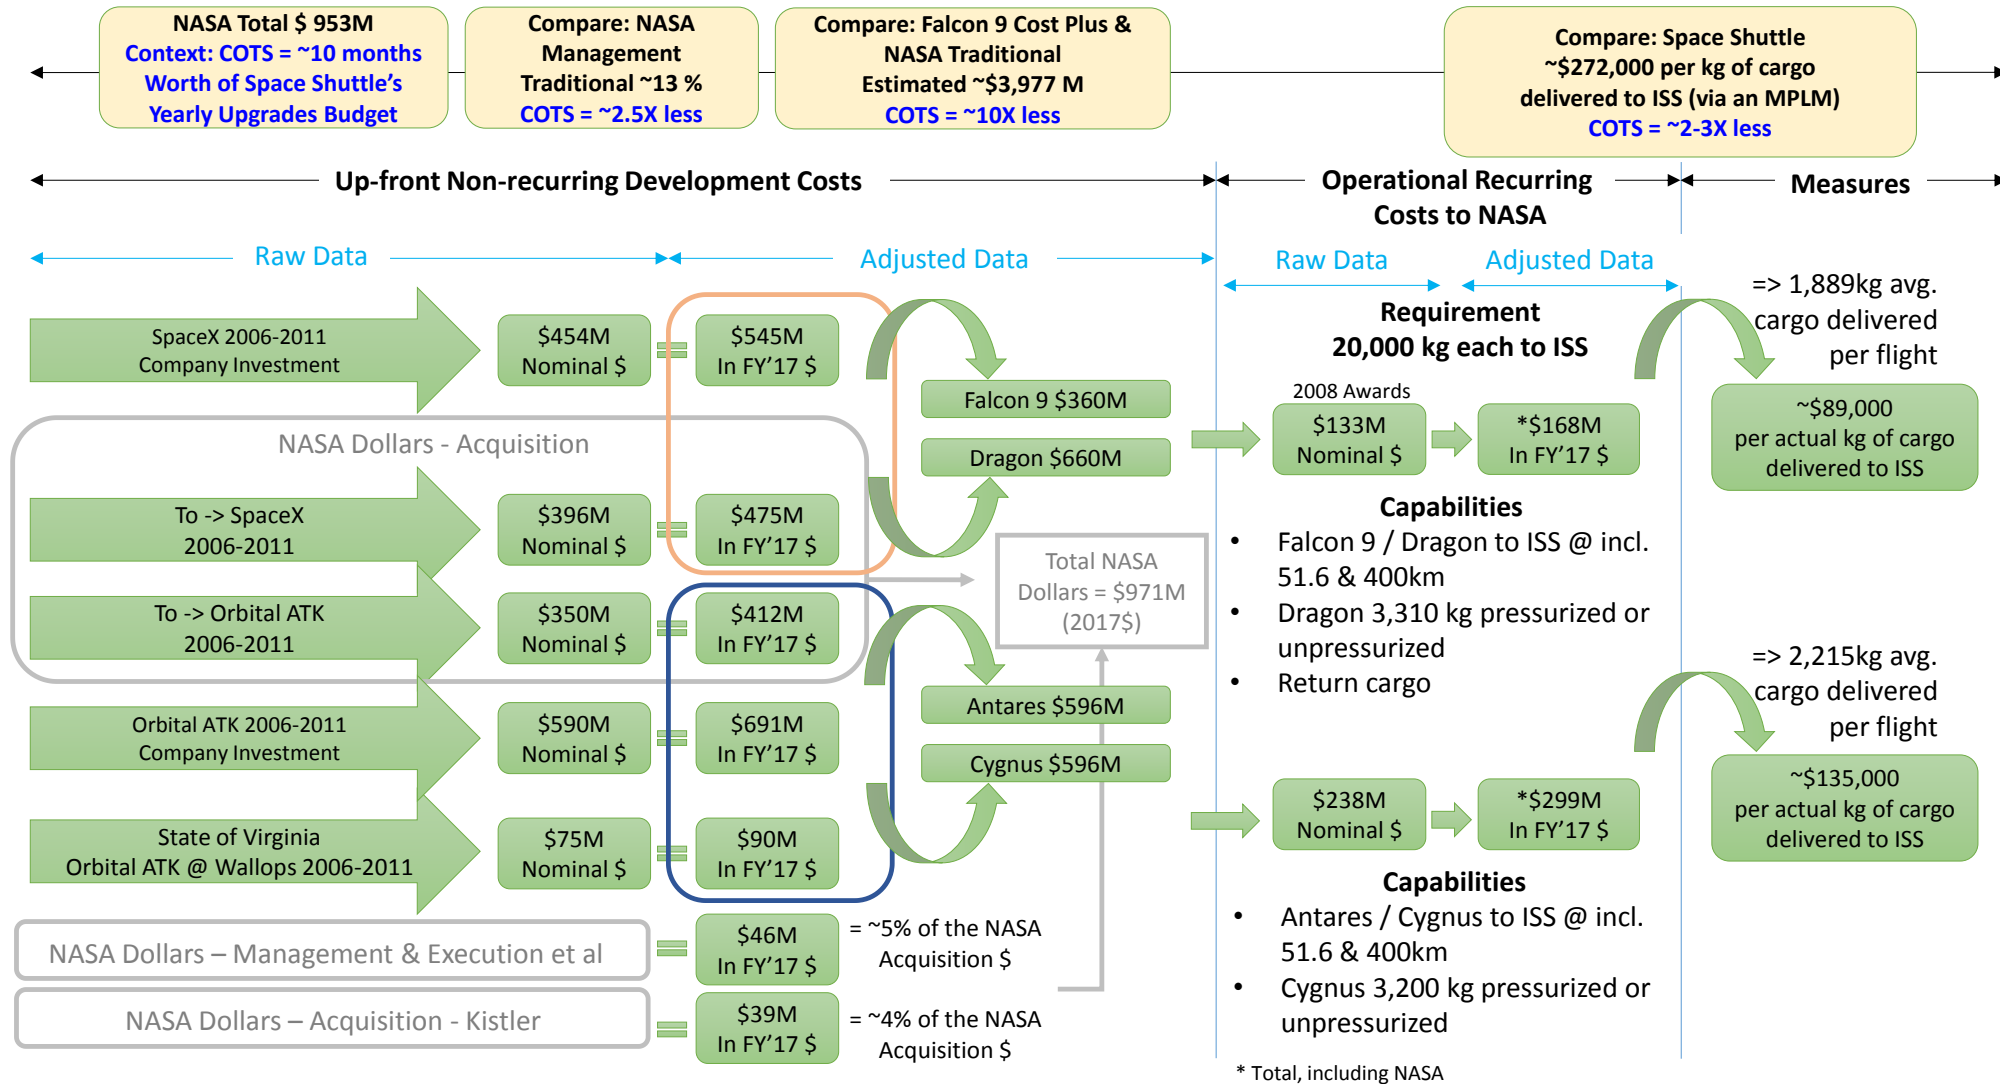 NASA Total $ 953M
Context: COTS = ~10 months
Worth of Space Shuttle's
Yearly Upgrades Budget
Compare: NASA
Management
Traditional ~13 %
COTS = ~2.5X less
Compare: Falcon 9 Cost Plus &
NASA Traditional
Estimated ~$3,977 M
COTS = ~10X less
Compare: Space Shuttle
~$272,000 per kg of cargo
delivered to ISS (via an MPLM)
COTS = ~2-3X less
Up-front Non-recurring Development Costs
Operational Recurring
Costs to NASA
Measures
Raw Data
Adjusted Data
Raw Data
Adjusted Data
SpaceX 2006-2011
Company Investment
$454M
Nominal $
$545M
In FY'17 $
NASA Dollars - Acquisition
To -> SpaceX
2006-2011
$396M
Nominal $
$475M
In FY'17 $
To -> Orbital ATK
2006-2011
$350M
Nominal $
$412M
In FY'17 $
Orbital ATK 2006-2011
Company Investment
$590M
Nominal $
$691M
In FY'17 $
State of Virginia
Orbital ATK @ Wallops 2006-2011
$75M
Nominal $
$90M
In FY'17 $
NASA Dollars – Management & Execution et al
$46M
In FY'17 $
= ~5% of the NASA
Acquisition $
NASA Dollars – Acquisition - Kistler
$39M
In FY'17 $
= ~4% of the NASA
Acquisition $
Falcon 9 $360M
Dragon $660M
Total NASA
Dollars = $971M
(2017$)
Antares $596M
Cygnus $596M
Requirement
20,000 kg each to ISS
2008 Awards
$133M
Nominal $
*$168M
In FY'17 $
Capabilities
• Falcon 9 / Dragon to ISS @ incl.
51.6 & 400km
• Dragon 3,310 kg pressurized or
unpressurized
• Return cargo
$238M
Nominal $
*$299M
In FY'17 $
Capabilities
• Antares / Cygnus to ISS @ incl.
51.6 & 400km
• Cygnus 3,200 kg pressurized or
unpressurized
* Total, including NASA
=> 1,889kg avg.
cargo delivered
per flight
~$89,000
per actual kg of cargo
delivered to ISS
=> 2,215kg avg.
cargo delivered
per flight
~$135,000
per actual kg of cargo
delivered to ISS